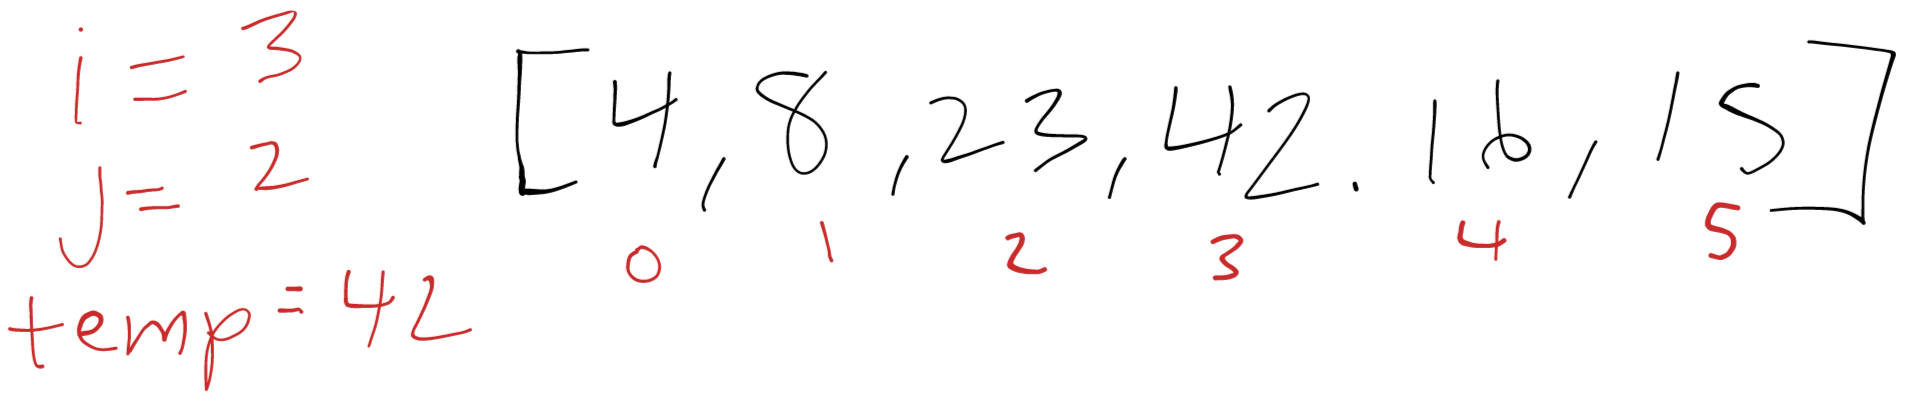 i = 3
j = 2
temp = 42
[4, 8, 23, 42. 16, 15]
0 1 2 3 4 5